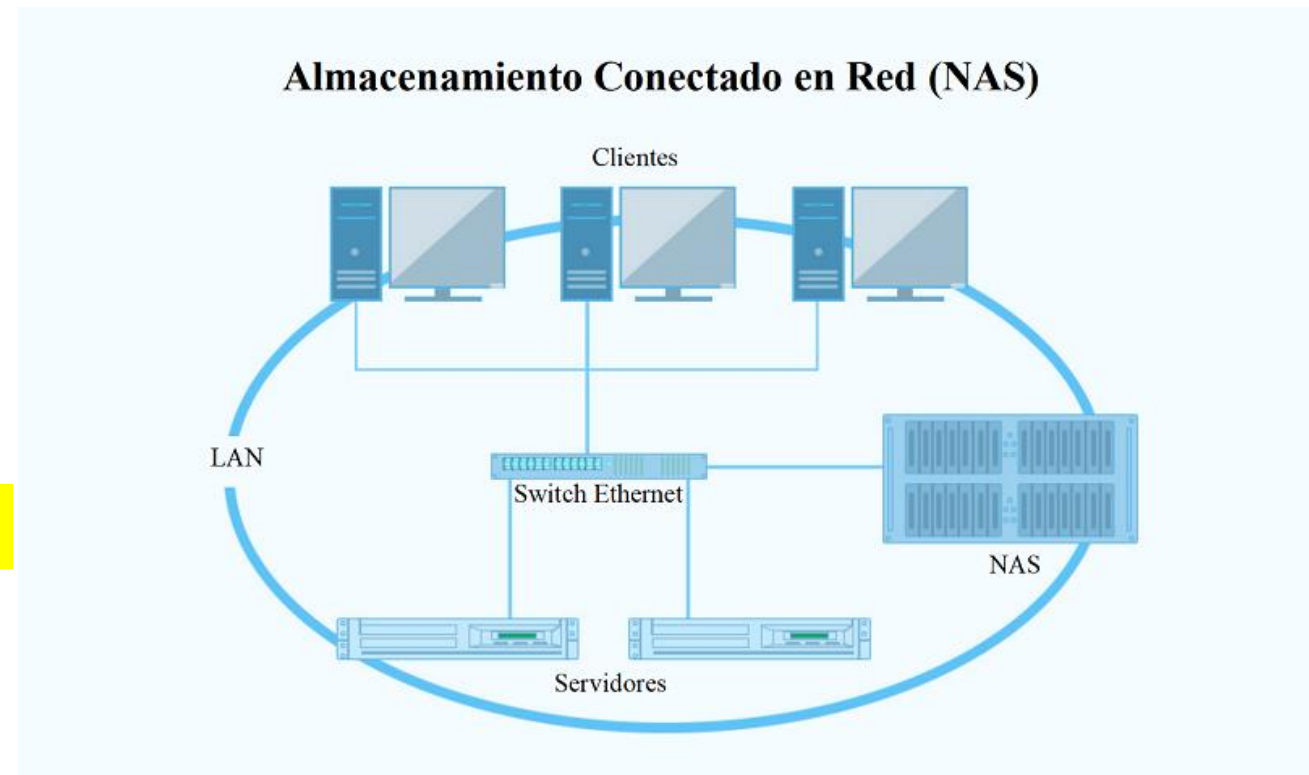 Almacenamiento Conectado en Red (NAS)
Clientes
LAN
Switch Ethernet
NAS
Servidores